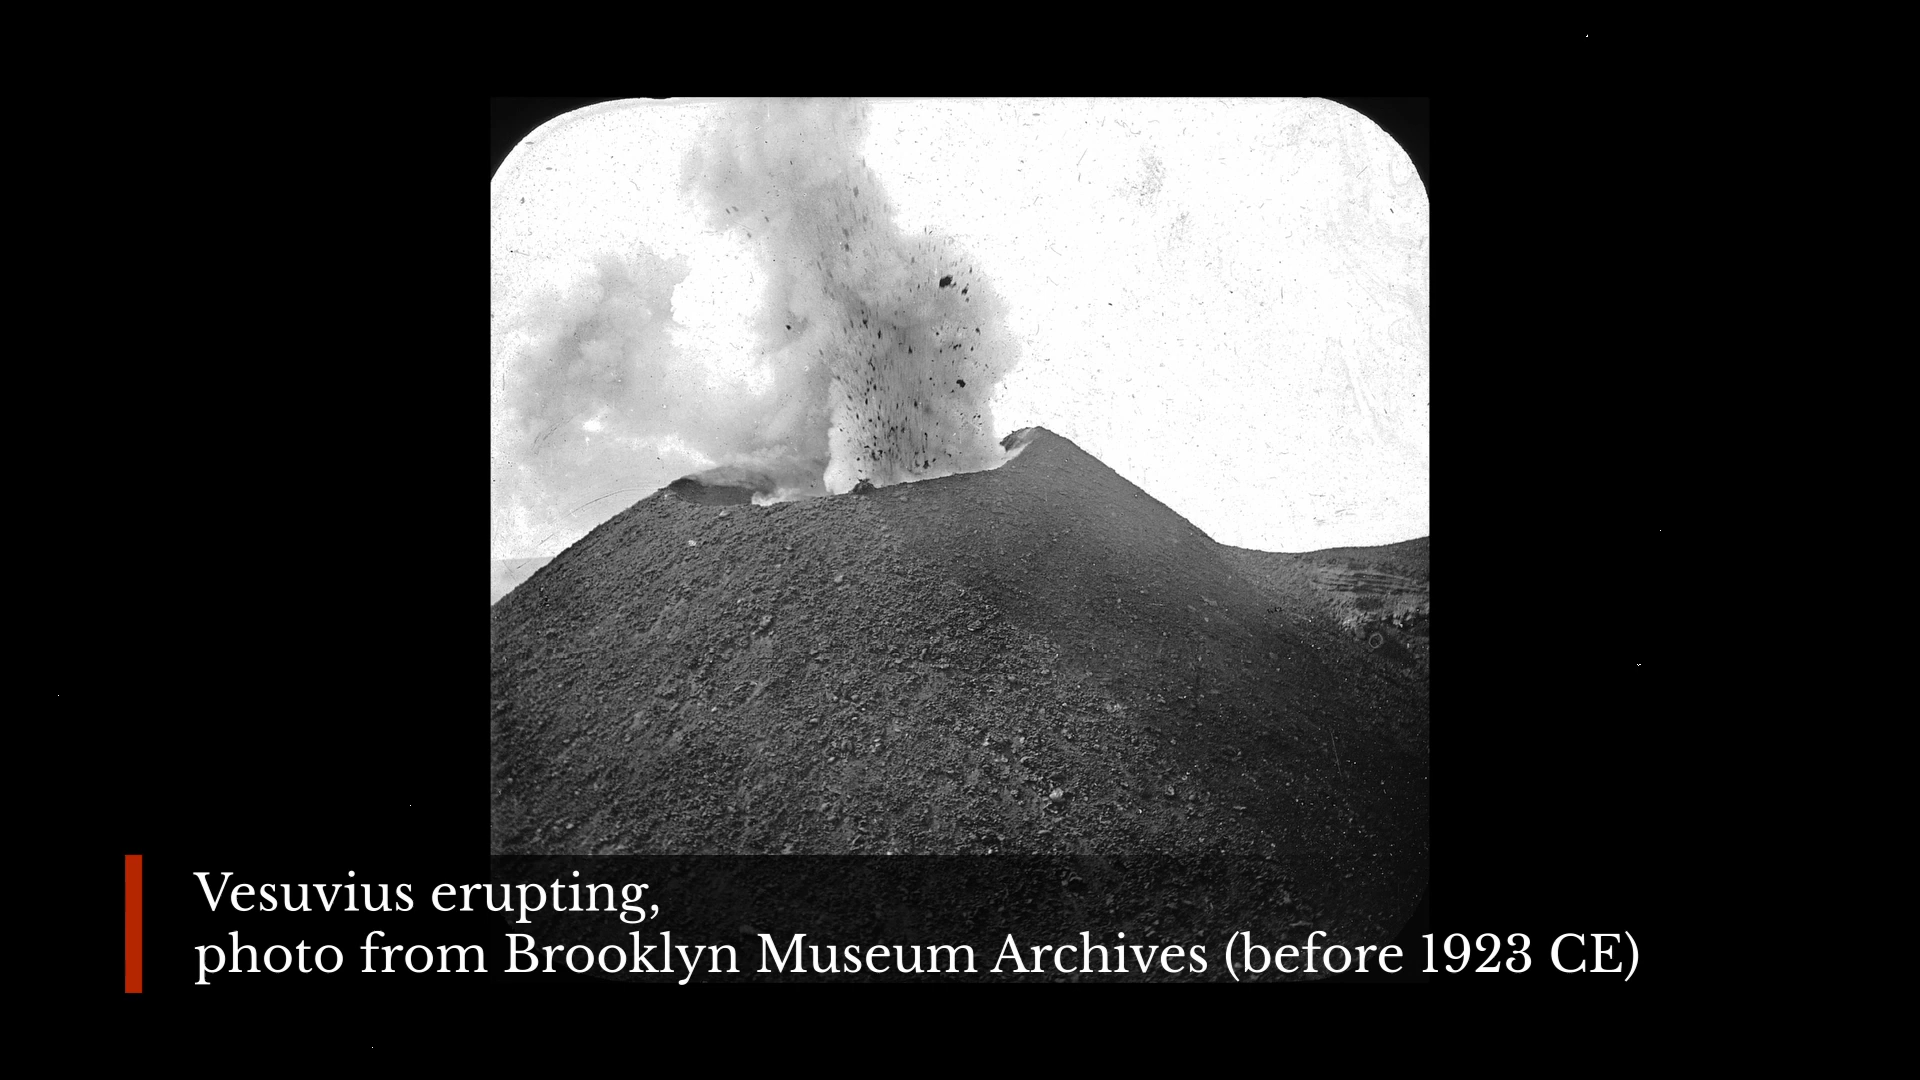 Vesuvius erupting,
photo from Brooklyn Museum Archives (before 1923 CE)